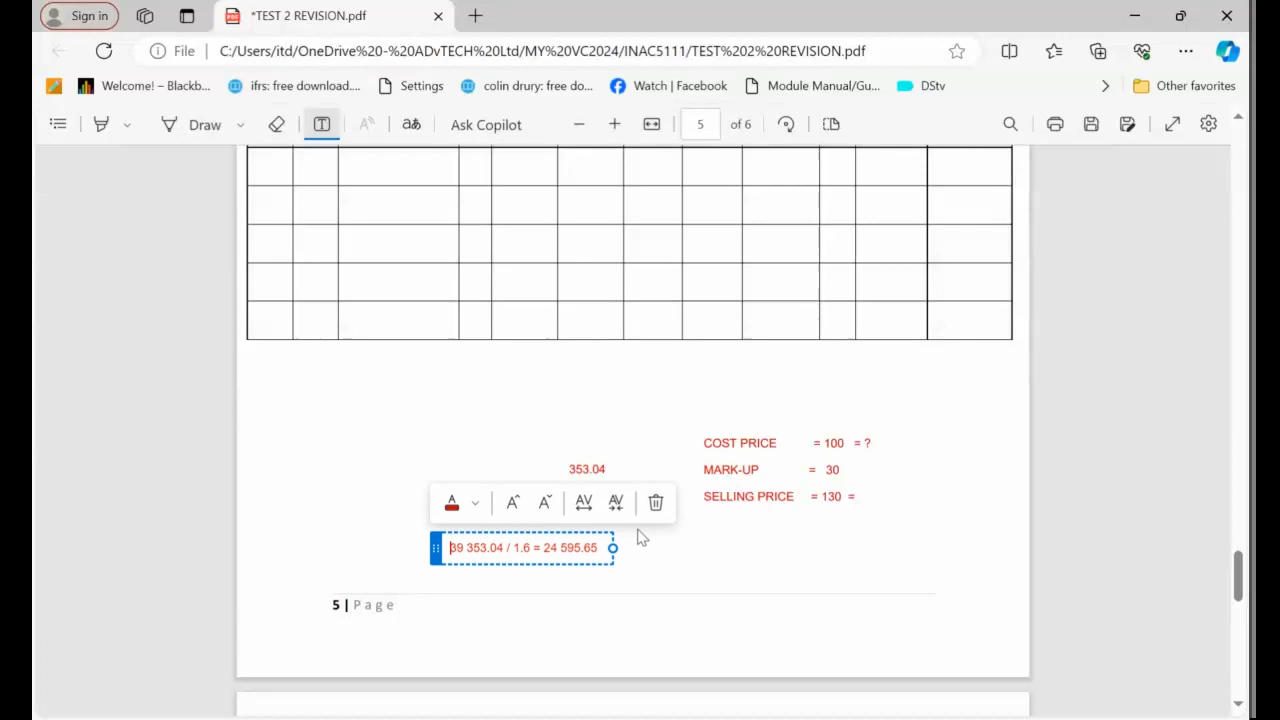 Sign in
*TEST 2 REVISION.pdf
File
C:/Users/itd/OneDrive%20-%20ADvTECH%20Ltd/MY%20VC2024/INAC5111/TEST%202%20REVISION.pdf
Welcome! – Blackb...
ifrs: free download....
Settings
colin drury: free do...
Watch | Facebook
Module Manual/Gu...
DStv
Other favorites
Draw
Ask Copilot
5 of 6
COST PRICE = 100 = ?
353.04
MARK-UP = 30
SELLING PRICE = 130 =
39 353.04 / 1.6 = 24 595.65
5 | Page